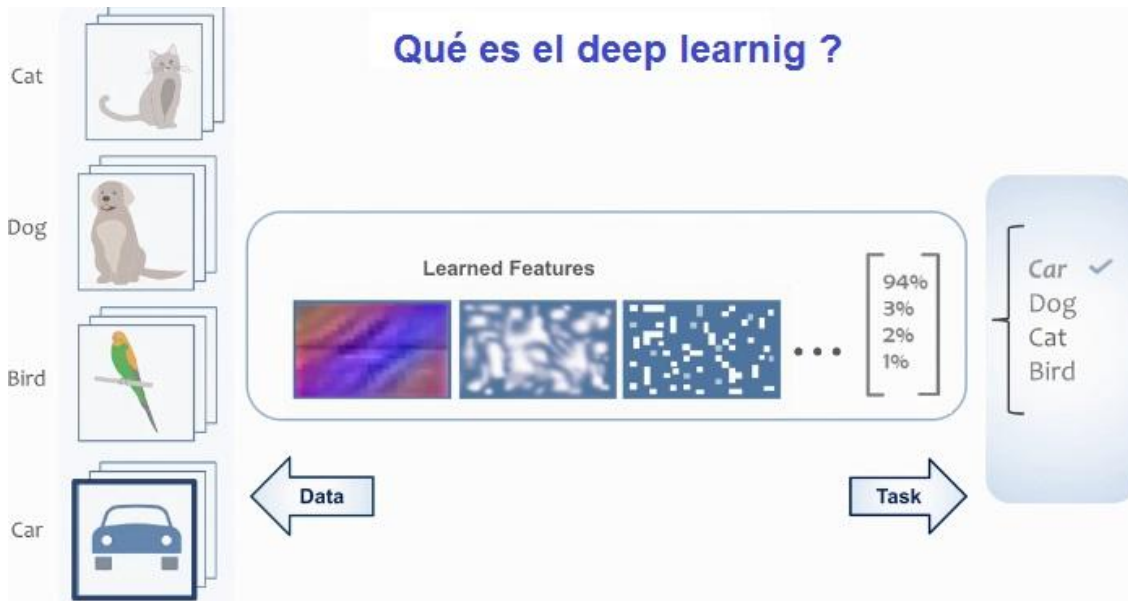 Qué es el deep learnig ?
Cat
Dog
Bird
Car
Learned Features
94%
3%
2%
1%
Car
Dog
Cat
Bird
Data
Task